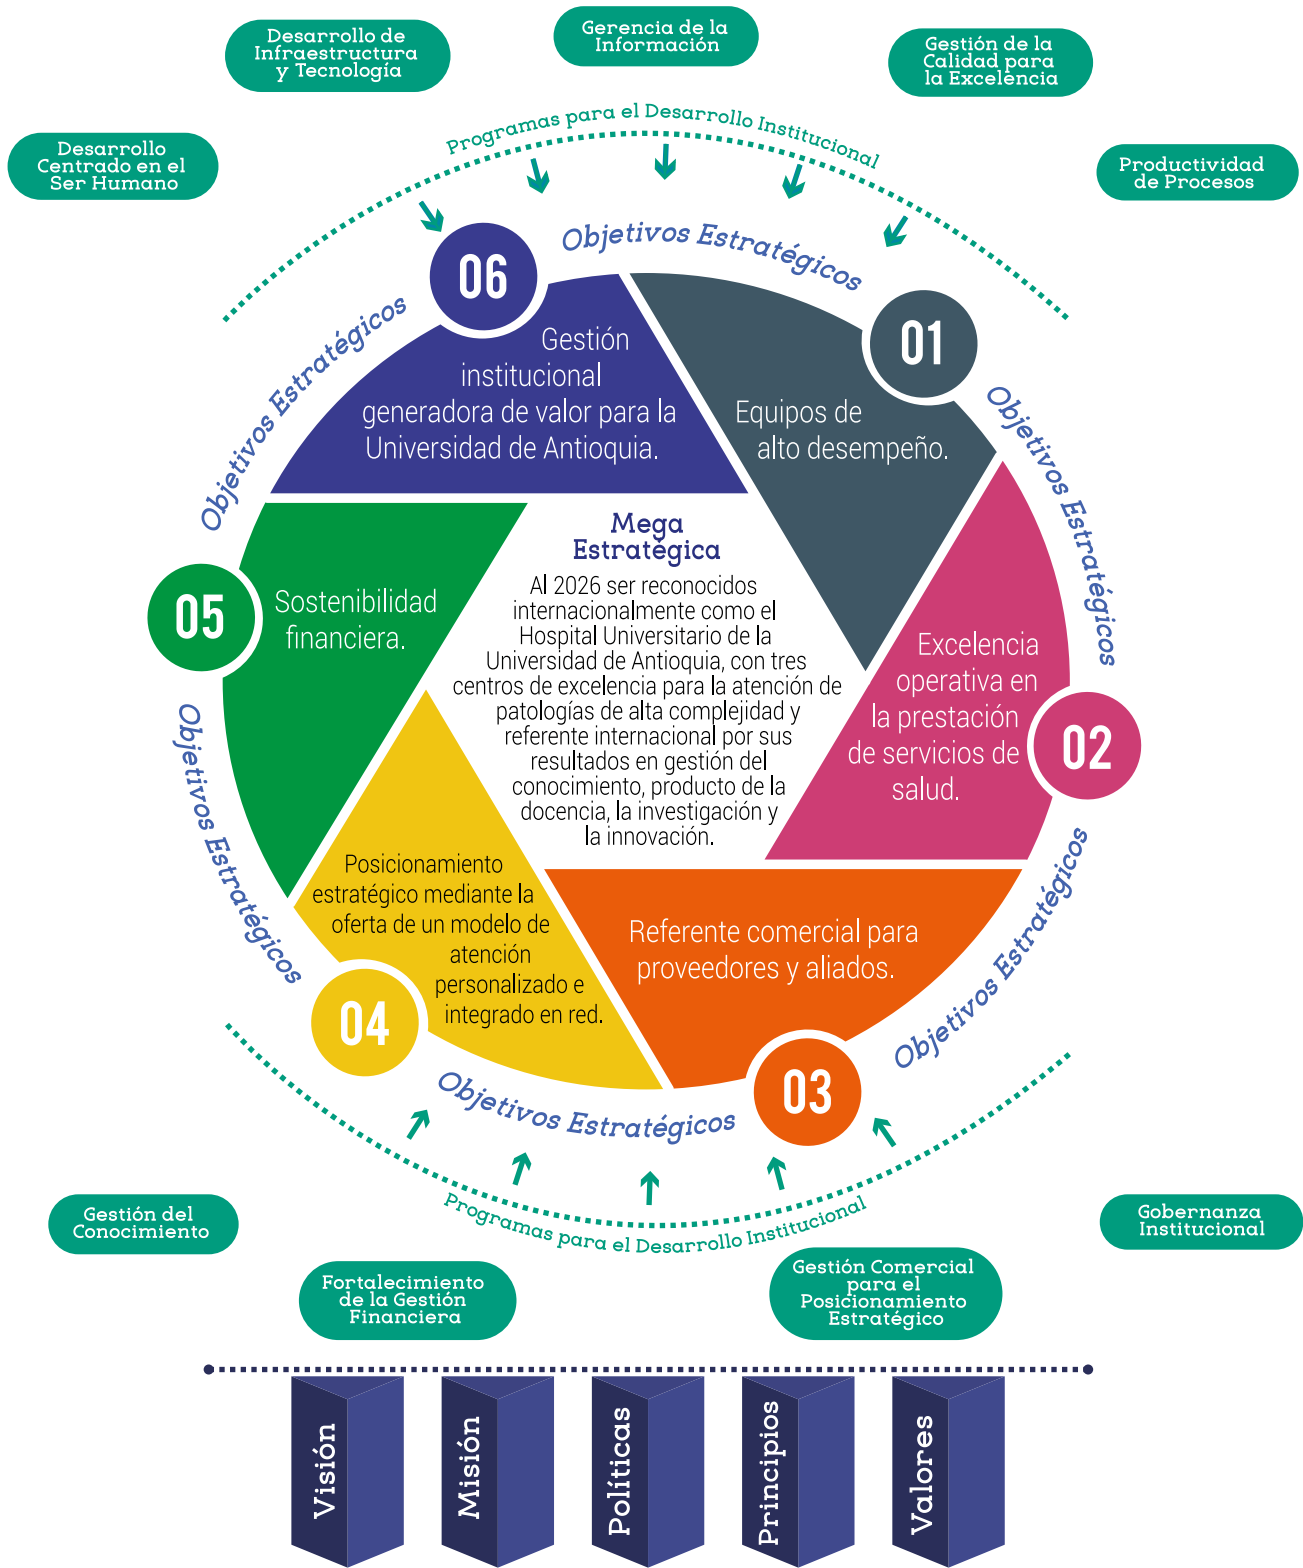 Desarrollo de
Infraestructura
y Tecnología
Gerencia de la
Información
Gestión de la
Calidad para
la Excelencia
Desarrollo
Centrado en el
Ser Humano
Productividad
de Procesos
Programas para el Desarrollo Institucional
Objetivos Estratégicos
Objetivos Estratégicos
Objetivos Estratégicos
06
Gestión
institucional
generadora de valor para la
Universidad de Antioquia.
01
Equipos de
alto desempeño.
Mega
Estratégica
Al 2026 ser reconocidos
internacionalmente como el
Hospital Universitario de la
Universidad de Antioquia, con tres
centros de excelencia para la atención de
patologías de alta complejidad y
referente internacional por sus
resultados en gestión del
conocimiento, producto de la
docencia, la investigación y
la innovación.
05
Sostenibilidad
financiera.
02
Excelencia
operativa en
la prestación
de servicios de
salud.
Objetivos Estratégicos
Objetivos Estratégicos
04
Posicionamiento
estratégico mediante la
oferta de un modelo de
atención
personalizado e
integrado en red.
03
Referente comercial para
proveedores y aliados.
Objetivos Estratégicos
Programas para el Desarrollo Institucional
Gestión del
Conocimiento
Fortalecimiento
de la Gestión
Financiera
Gestión Comercial
para el
Posicionamiento
Estratégico
Gobernanza
Institucional
Visión
Misión
Políticas
Principios
Valores